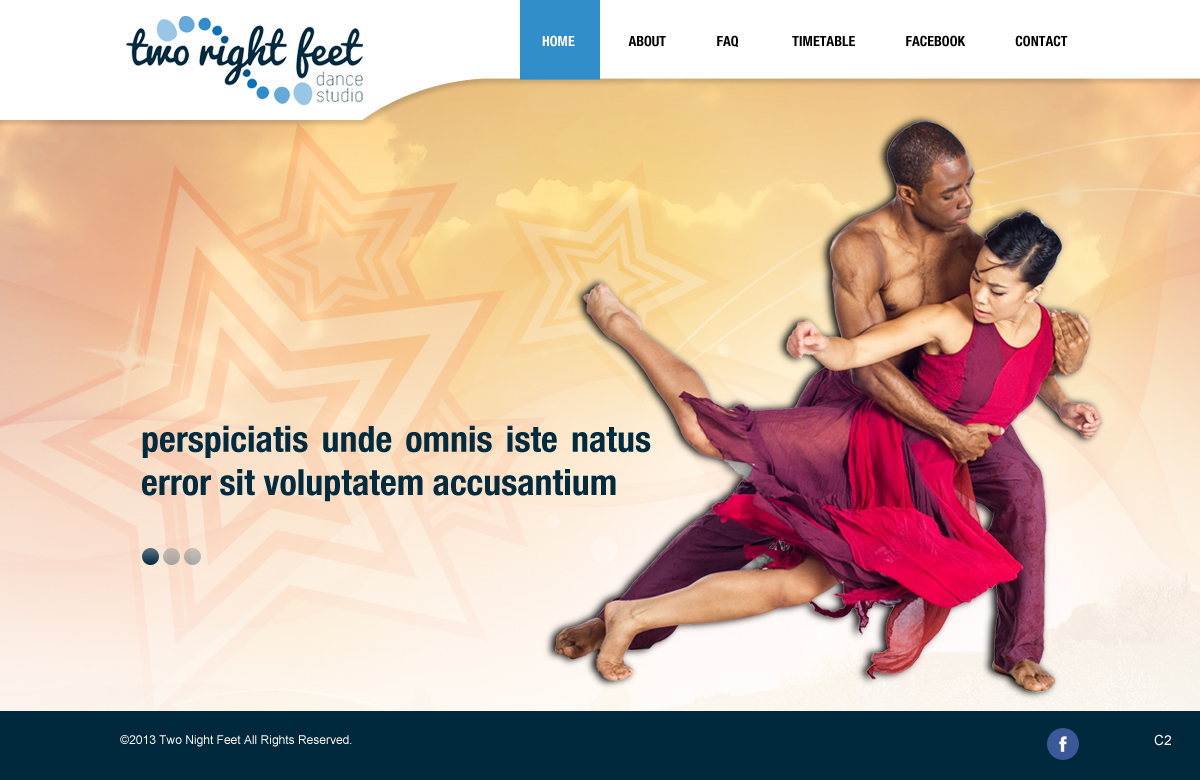 two right feet
dance
studio
HOME ABOUT FAQ TIMETABLE FACEBOOK CONTACT
perspiciatis unde omnis iste natus
error sit voluptatem accusantium
©2013 Two Night Feet All Rights Reserved.
f
C2